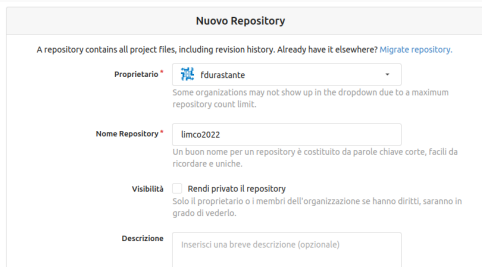 Nuovo Repository
A repository contains all project files, including revision history. Already have it elsewhere? Migrate repository.
Proprietario *
fdurastante
Some organizations may not show up in the dropdown due to a maximum
repository count limit.
Nome Repository *
limco2022
Un buon nome per un repository è costituito da parole chiave corte, facili da
ricordare e uniche.
Visibilità
Rendi privato il repository
Solo il proprietario o i membri dell'organizzazione se hanno diritti, saranno in
grado di vederlo.
Descrizione
Inserisci una breve descrizione (opzionale)